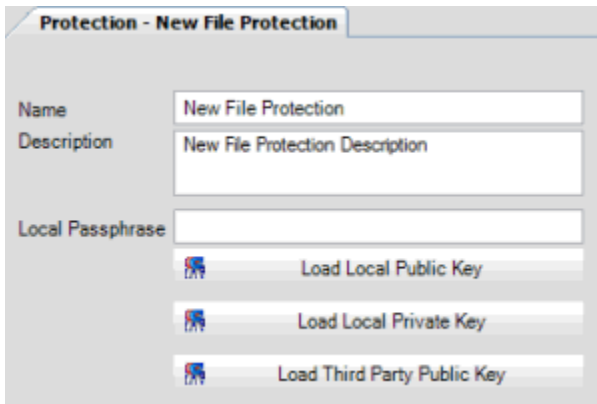 Protection - New File Protection
Name New File Protection
Description New File Protection Description
Local Passphrase
Load Local Public Key
Load Local Private Key
Load Third Party Public Key